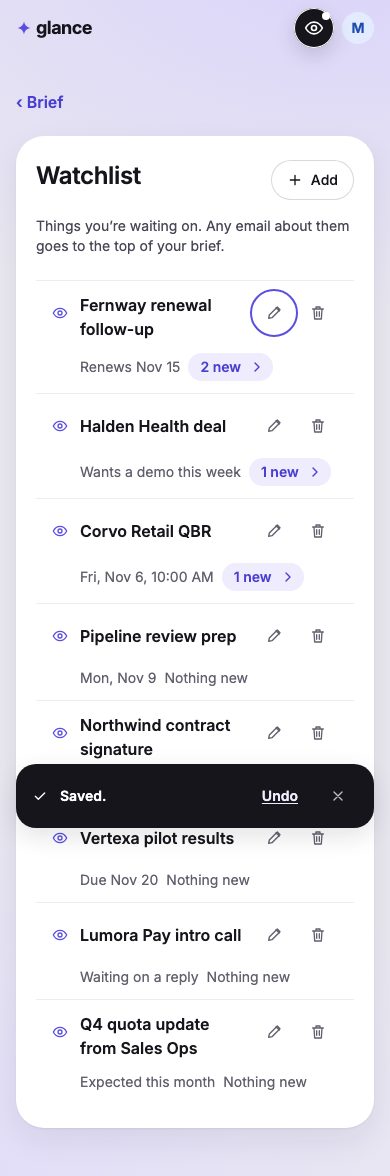 glance
M
‹ Brief
Watchlist
Add
Things you’re waiting on. Any email about them
goes to the top of your brief.
Fernway renewal
follow-up
Renews Nov 15 2 new
Halden Health deal
Wants a demo this week 1 new
Corvo Retail QBR
Fri, Nov 6, 10:00 AM 1 new
Pipeline review prep
Mon, Nov 9 Nothing new
Northwind contract
signature
Saved. Undo
Vertexa pilot results
Due Nov 20 Nothing new
Lumora Pay intro call
Waiting on a reply Nothing new
Q4 quota update
from Sales Ops
Expected this month Nothing new